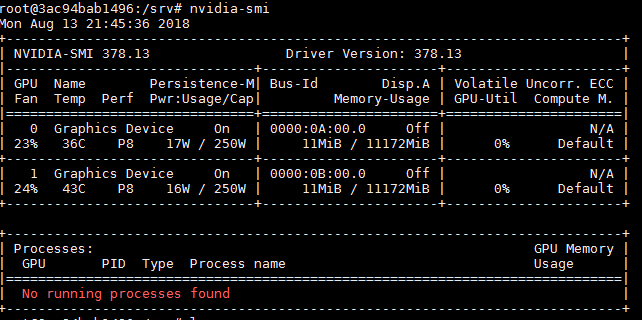 root@3ac94bab1496:/srv# nvidia-smi
Mon Aug 13 21:45:36 2018
+-----------------------------------------------------------------------------+
| NVIDIA-SMI 378.13                 Driver Version: 378.13                    |
|-------------------------------+----------------------+----------------------+
| GPU  Name        Persistence-M| Bus-Id        Disp.A | Volatile Uncorr. ECC |
| Fan  Temp  Perf  Pwr:Usage/Cap|         Memory-Usage | GPU-Util  Compute M. |
|===============================+======================+======================|
|   0  Graphics Device     On   | 0000:0A:00.0     Off |                  N/A |
| 23%   36C    P8    17W / 250W |     11MiB / 11172MiB |      0%      Default |
+-------------------------------+----------------------+----------------------+
|   1  Graphics Device     On   | 0000:0B:00.0     Off |                  N/A |
| 24%   43C    P8    16W / 250W |     11MiB / 11172MiB |      0%      Default |
+-------------------------------+----------------------+----------------------+
+-----------------------------------------------------------------------------+
| Processes:                                                       GPU Memory |
|  GPU       PID  Type  Process name                               Usage      |
|=============================================================================|
|  No running processes found                                                 |
+-----------------------------------------------------------------------------+